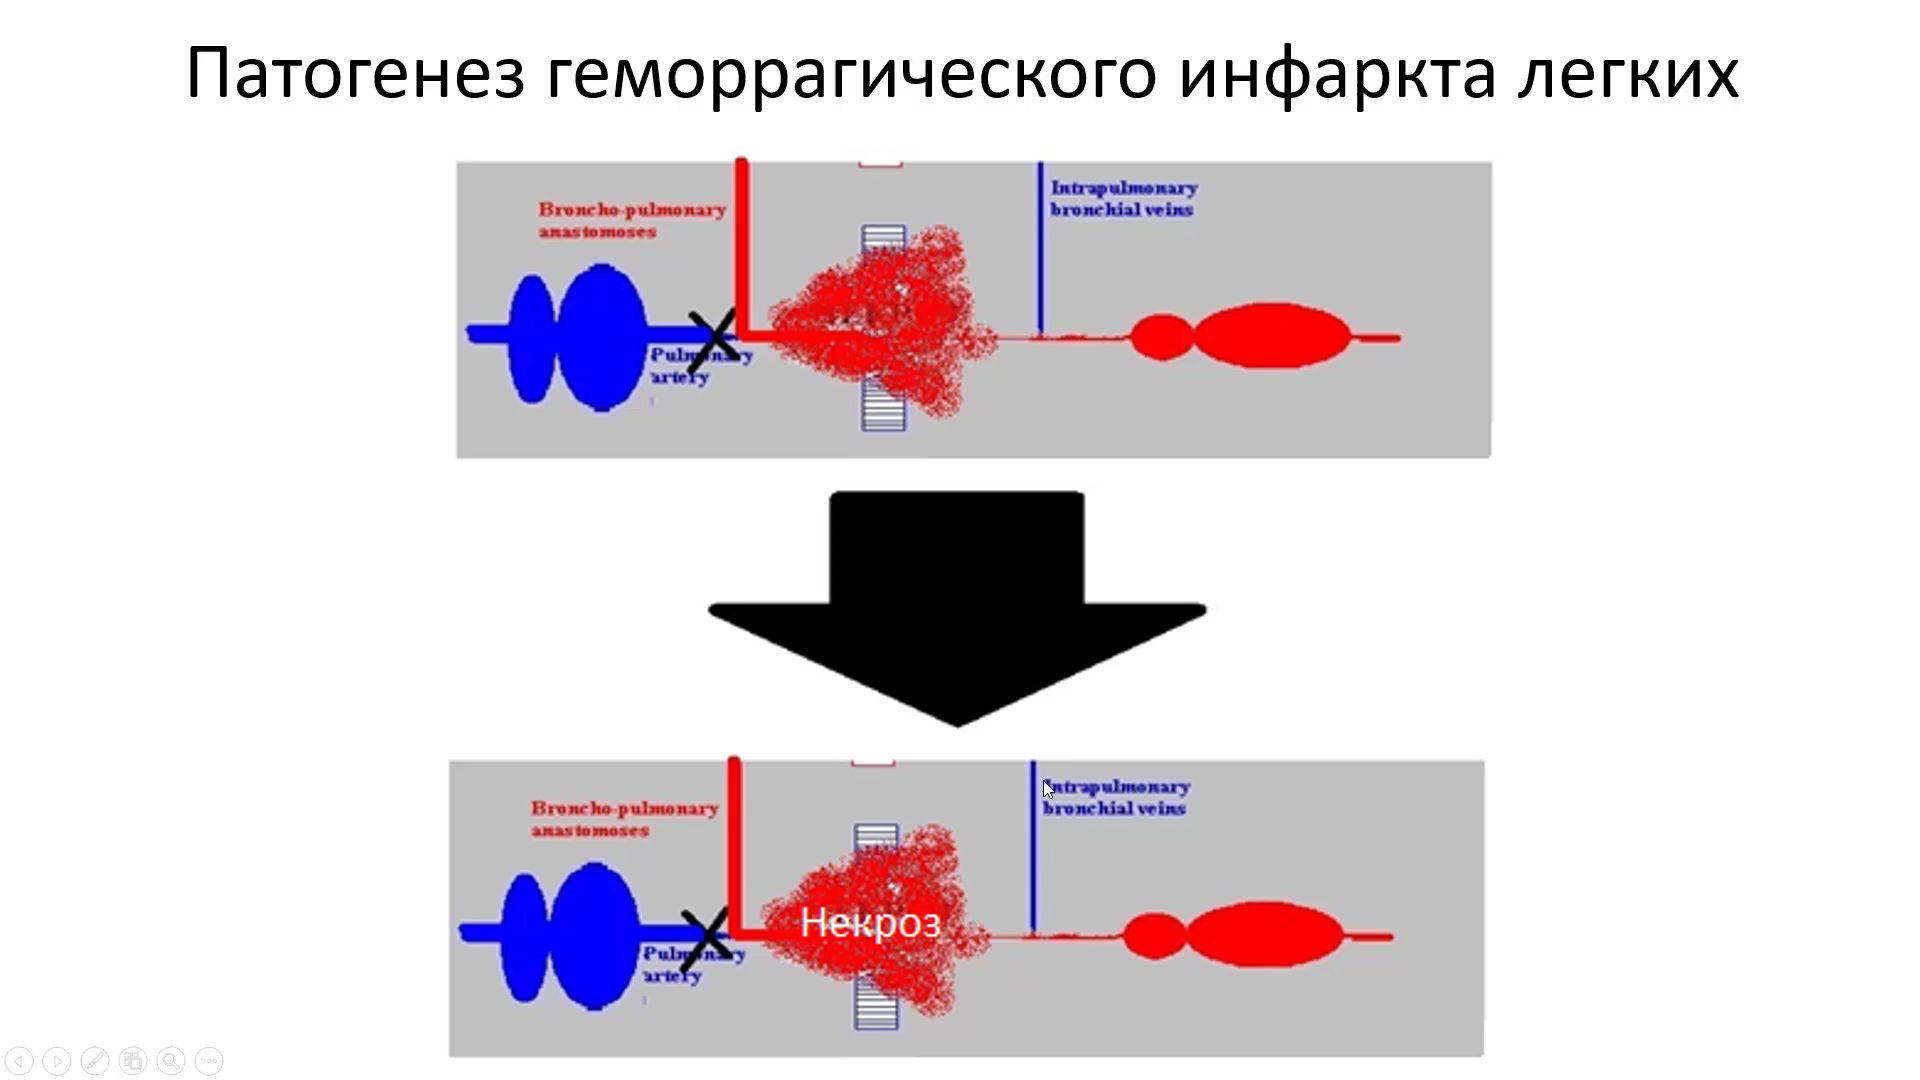 Патогенез геморрагического инфаркта легких
Broncho-pulmonary
anastomoses
Intrapulmonary
bronchial veins
Pulmonary
artery
Broncho-pulmonary
anastomoses
Intrapulmonary
bronchial veins
Некроз
Pulmonary
artery